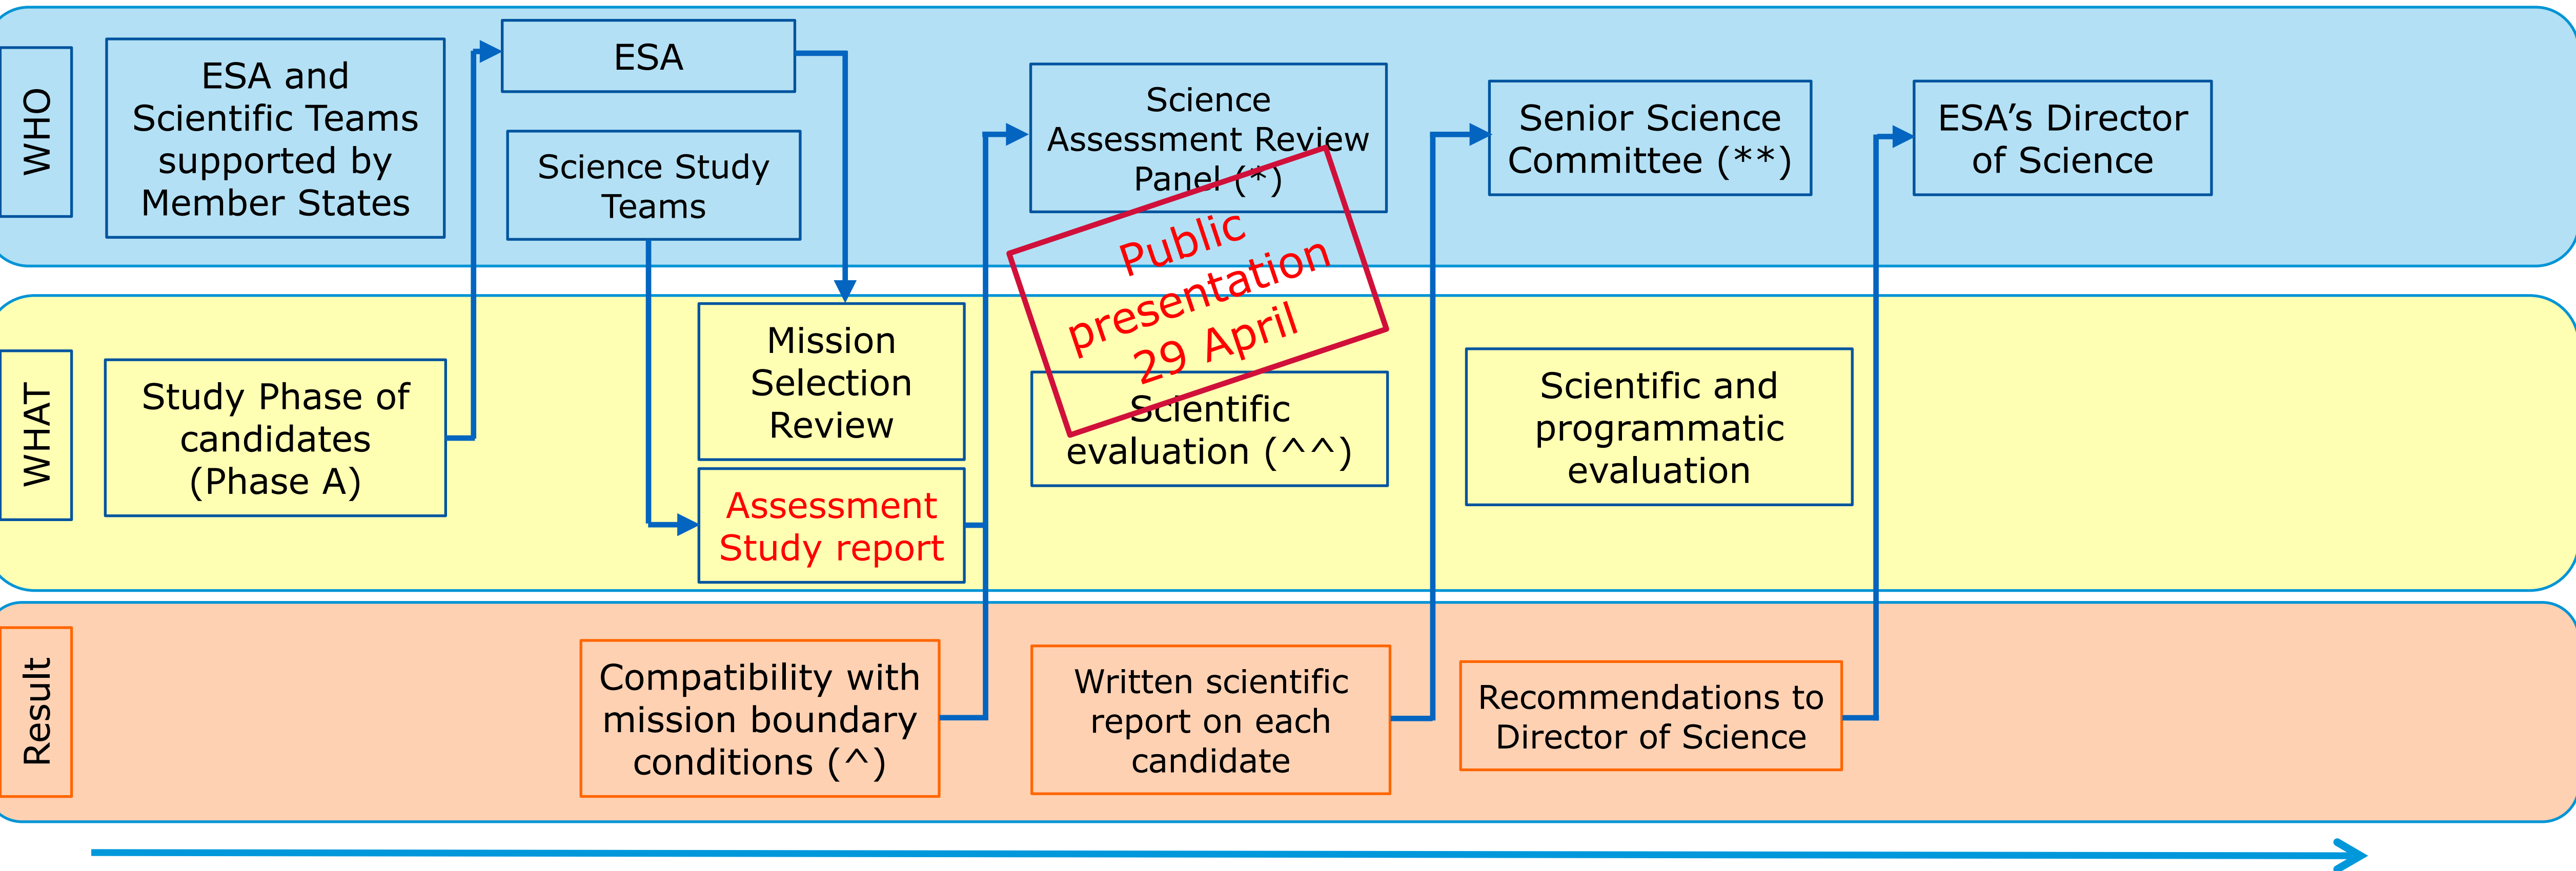 WHO
ESA and
Scientific Teams
supported by
Member States
ESA
Science Study
Teams
Science
Assessment Review
Panel (*)
Senior Science
Committee (**)
ESA’s Director
of Science
Public
presentation
29 April
WHAT
Study Phase of
candidates
(Phase A)
Mission
Selection
Review
Assessment
Study report
Scientific
evaluation (^^)
Scientific and
programmatic
evaluation
Result
Compatibility with
mission boundary
conditions (^)
Written scientific
report on each
candidate
Recommendations to
Director of Science